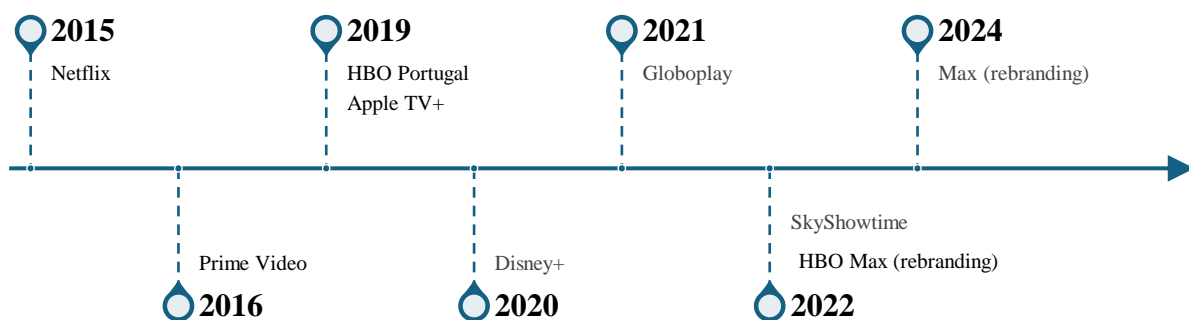 2015
Netflix
2019
HBO Portugal
Apple TV+
2021
Globoplay
2024
Max (rebranding)
Prime Video
2016
Disney+
2020
SkyShowtime
HBO Max (rebranding)
2022